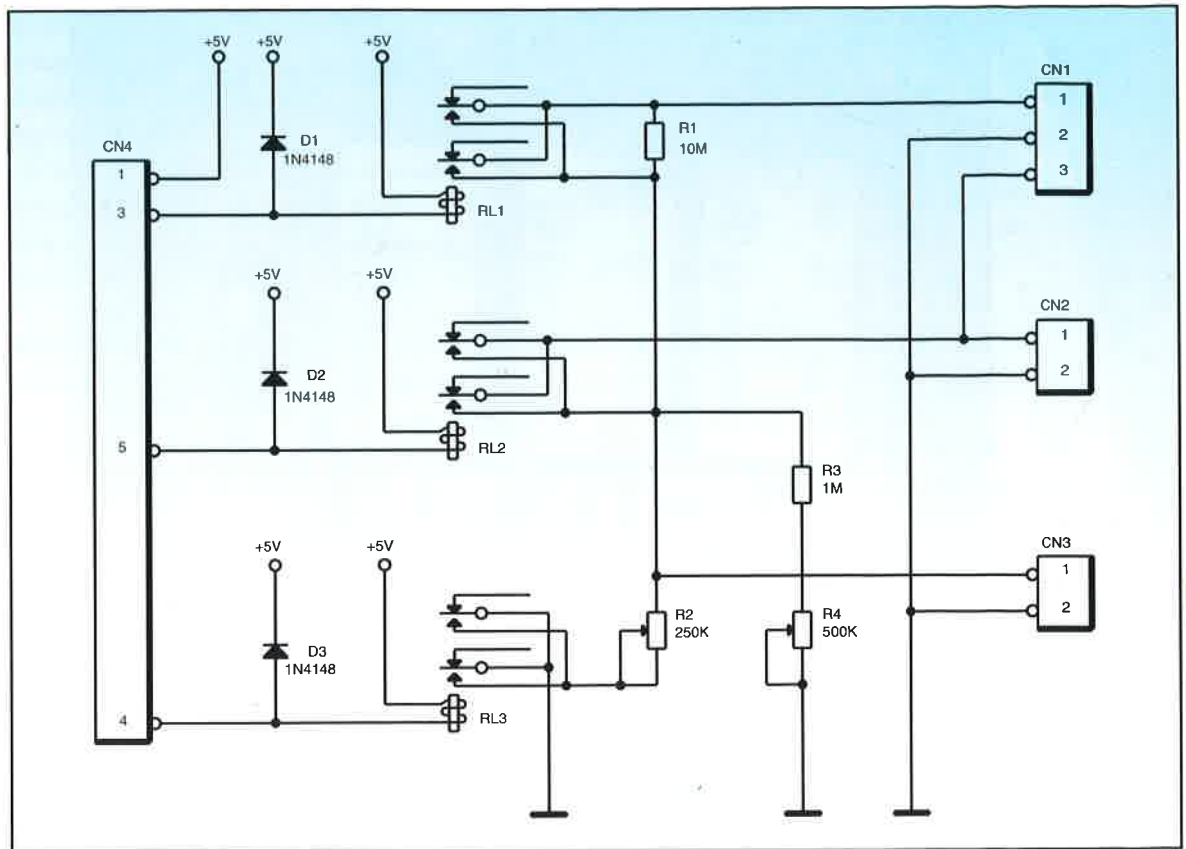 +5V +5V +5V
CN4
1
3
5
4
D1
1N4148
RL1
R1
10M
CN1
1
2
3
+5V +5V
D2
1N4148
RL2
CN2
1
2
R3
1M
+5V +5V
D3
1N4148
RL3
R2
250K
R4
500K
CN3
1
2